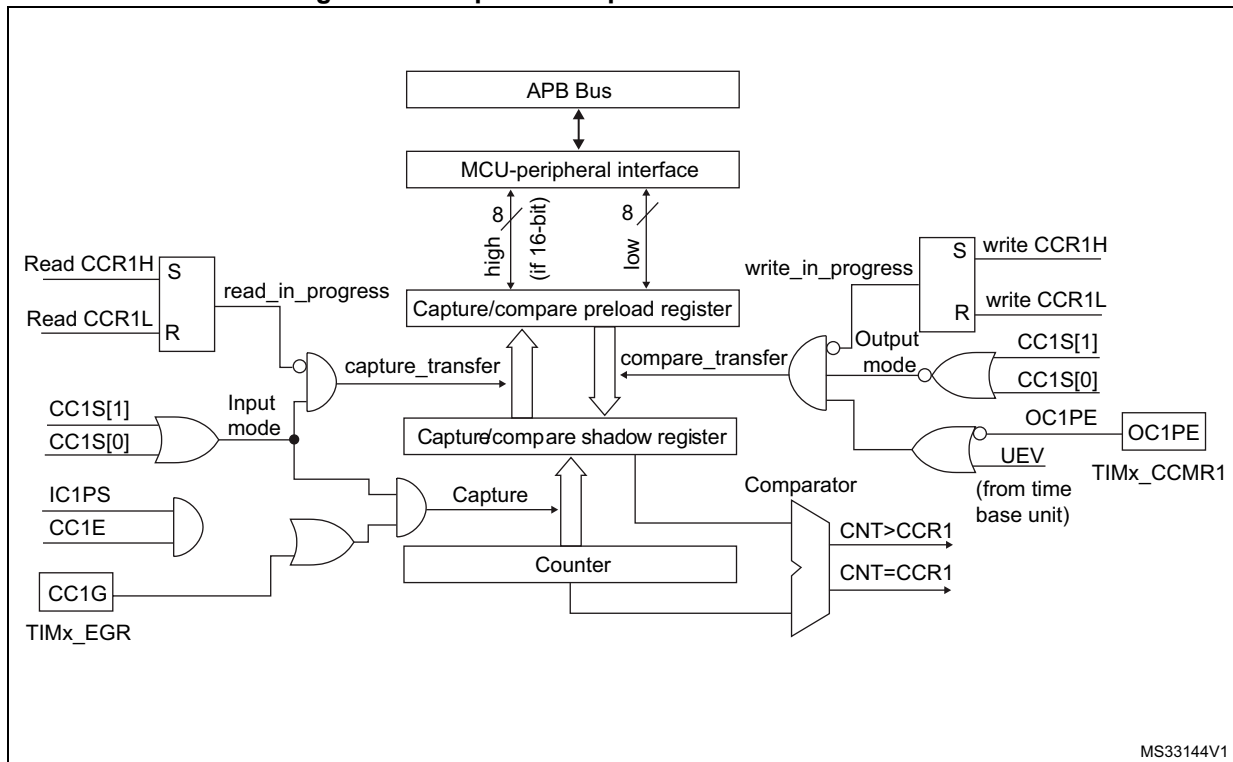 APB Bus
MCU-peripheral interface
8
high
(if 16-bit)
8
low
Read CCR1H
S
read_in_progress
Read CCR1L
R
write_in_progress
S
write CCR1H
R
write CCR1L
Capture/compare preload register
capture_transfer
compare_transfer
Output
mode
CC1S[1]
CC1S[0]
CC1S[1]
CC1S[0]
Input
mode
Capture/compare shadow register
OC1PE
OC1PE
UEV
(from time
base unit)
TIMx_CCMR1
IC1PS
CC1E
Capture
Comparator
CNT>CCR1
CNT=CCR1
Counter
CC1G
TIMx_EGR
MS33144V1